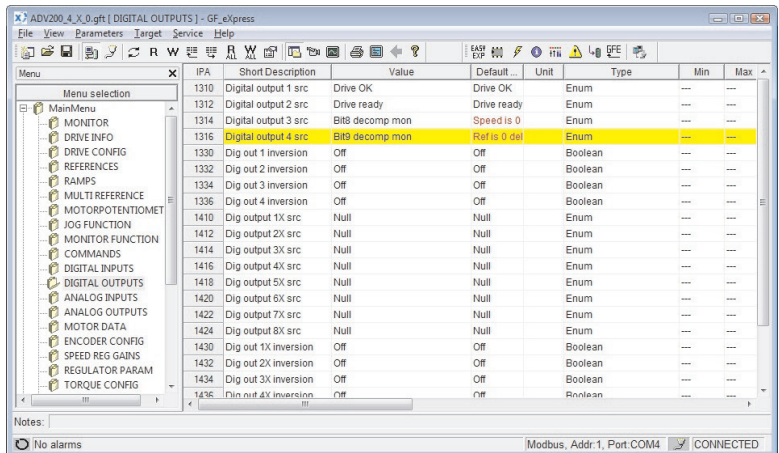 ADV200_4_X_0.gft [ DIGITAL OUTPUTS ] - GF_eXpress
File View Parameters Target Service Help
R W
EASY EXP GFE
Menu
Menu selection
MainMenu
MONITOR
DRIVE INFO
DRIVE CONFIG
REFERENCES
RAMPS
MULTI REFERENCE
MOTORPOTENTIOMET
JOG FUNCTION
MONITOR FUNCTION
COMMANDS
DIGITAL INPUTS
DIGITAL OUTPUTS
ANALOG INPUTS
ANALOG OUTPUTS
MOTOR DATA
ENCODER CONFIG
SPEED REG GAINS
REGULATOR PARAM
TORQUE CONFIG
IPA Short Description Value Default ... Unit Type Min Max
1310 Digital output 1 src Drive OK Drive OK Enum --- ---
1312 Digital output 2 src Drive ready Drive ready Enum --- ---
1314 Digital output 3 src Bit8 decomp mon Speed is 0 Enum --- ---
1316 Digital output 4 src Bit9 decomp mon Ref is 0 del Enum --- ---
1330 Dig out 1 inversion Off Off Boolean --- ---
1332 Dig out 2 inversion Off Off Boolean --- ---
1334 Dig out 3 inversion Off Off Boolean --- ---
1336 Dig out 4 inversion Off Off Boolean --- ---
1410 Dig output 1X src Null Null Enum --- ---
1412 Dig output 2X src Null Null Enum --- ---
1414 Dig output 3X src Null Null Enum --- ---
1416 Dig output 4X src Null Null Enum --- ---
1418 Dig output 5X src Null Null Enum --- ---
1420 Dig output 6X src Null Null Enum --- ---
1422 Dig output 7X src Null Null Enum --- ---
1424 Dig output 8X src Null Null Enum --- ---
1430 Dig out 1X inversion Off Off Boolean --- ---
1432 Dig out 2X inversion Off Off Boolean --- ---
1434 Dig out 3X inversion Off Off Boolean --- ---
1436 Dig out 4X inversion Off Off Boolean --- ---
Notes:
No alarms Modbus, Addr:1, Port:COM4 CONNECTED